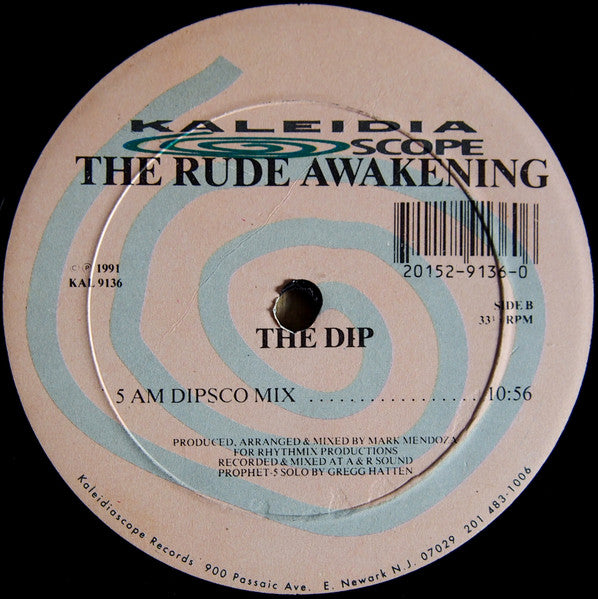 KALEIDIA
SCOPE
THE RUDE AWAKENING
20152-9136-0
© ℗ 1991
KAL 9136
SIDE B
33⅓ RPM
THE DIP
5 AM DIPSCO MIX .................. 10:56
PRODUCED, ARRANGED & MIXED BY MARK MENDOZA
FOR RHYTHMIX PRODUCTIONS
RECORDED & MIXED AT A & R SOUND
PROPHET-5 SOLO BY GREGG HATTEN
Kaleidiascope Records 900 Passaic Ave. E. Newark N.J. 07029 201 483-1006